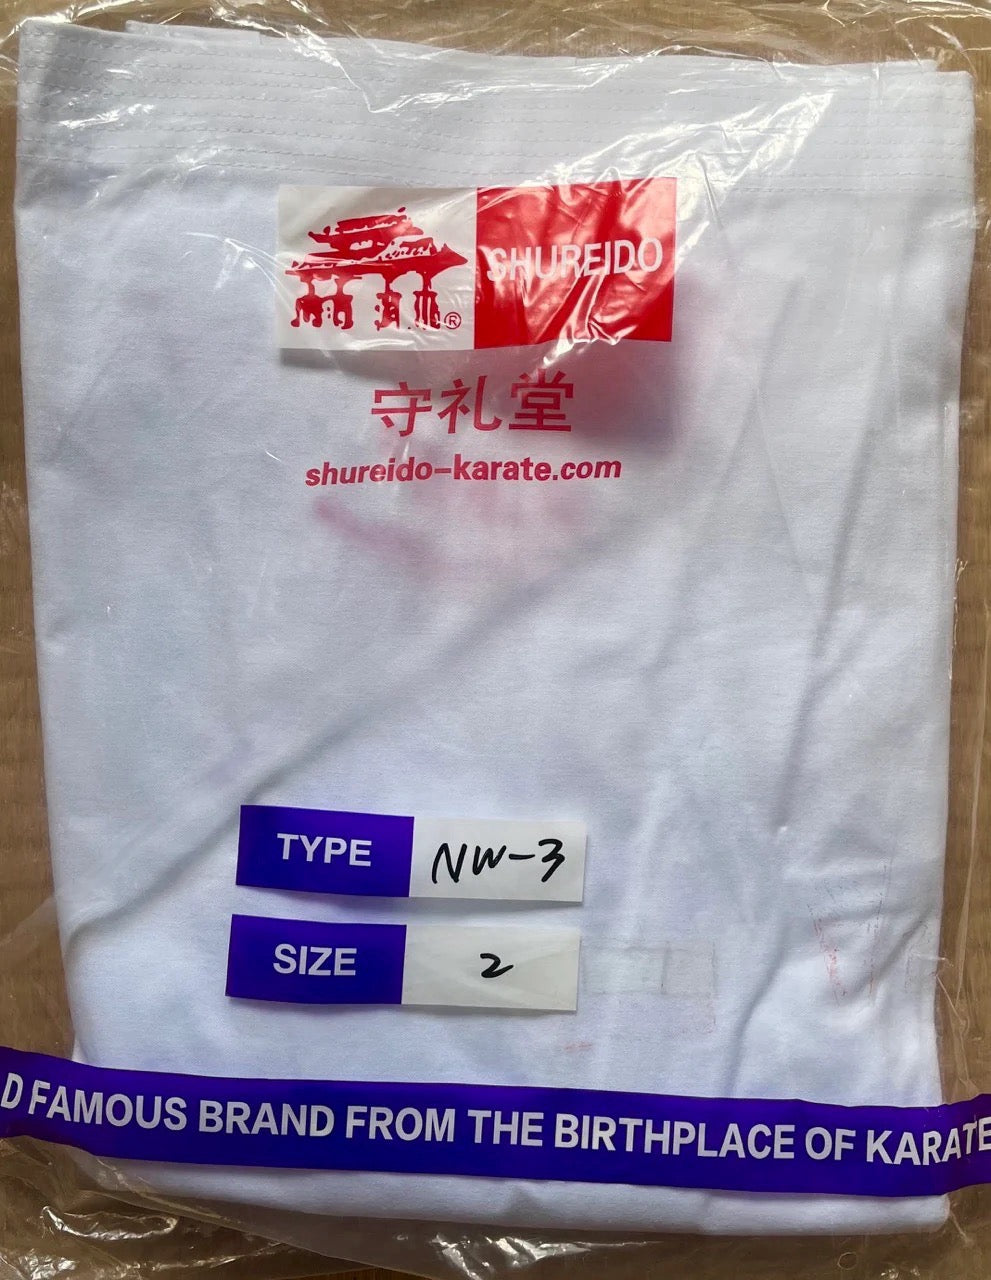 SHUREIDO
®
守礼堂
shureido-karate.com
TYPE NW-3
SIZE 2
D FAMOUS BRAND FROM THE BIRTHPLACE OF KARATE